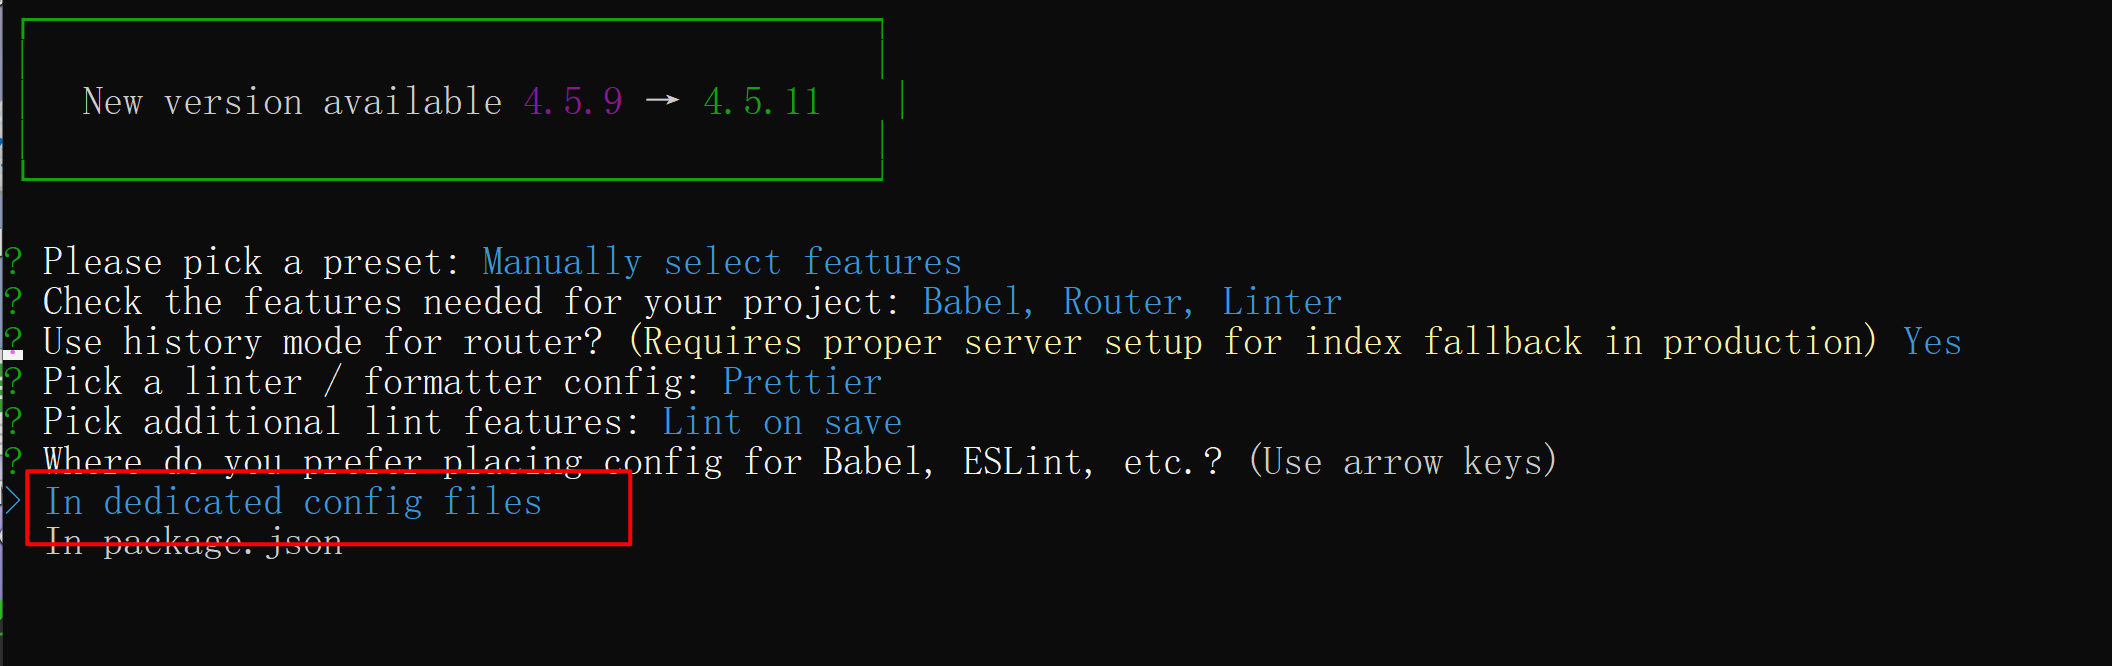 New version available 4.5.9 → 4.5.11
? Please pick a preset: Manually select features
? Check the features needed for your project: Babel, Router, Linter
? Use history mode for router? (Requires proper server setup for index fallback in production) Yes
? Pick a linter / formatter config: Prettier
? Pick additional lint features: Lint on save
? Where do you prefer placing config for Babel, ESLint, etc.? (Use arrow keys)
> In dedicated config files
In package.json